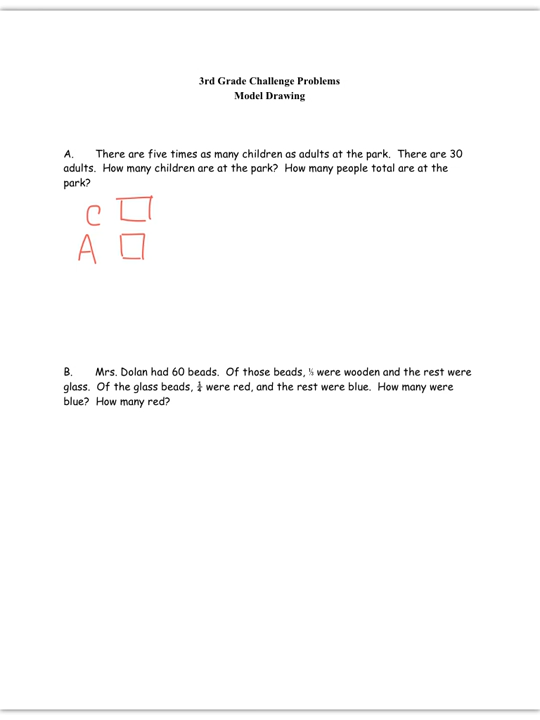 3rd Grade Challenge Problems
Model Drawing
A. There are five times as many children as adults at the park. There are 30
adults. How many children are at the park? How many people total are at the
park?
C
A
B. Mrs. Dolan had 60 beads. Of those beads, ⅓ were wooden and the rest were
glass. Of the glass beads, ¼ were red, and the rest were blue. How many were
blue? How many red?